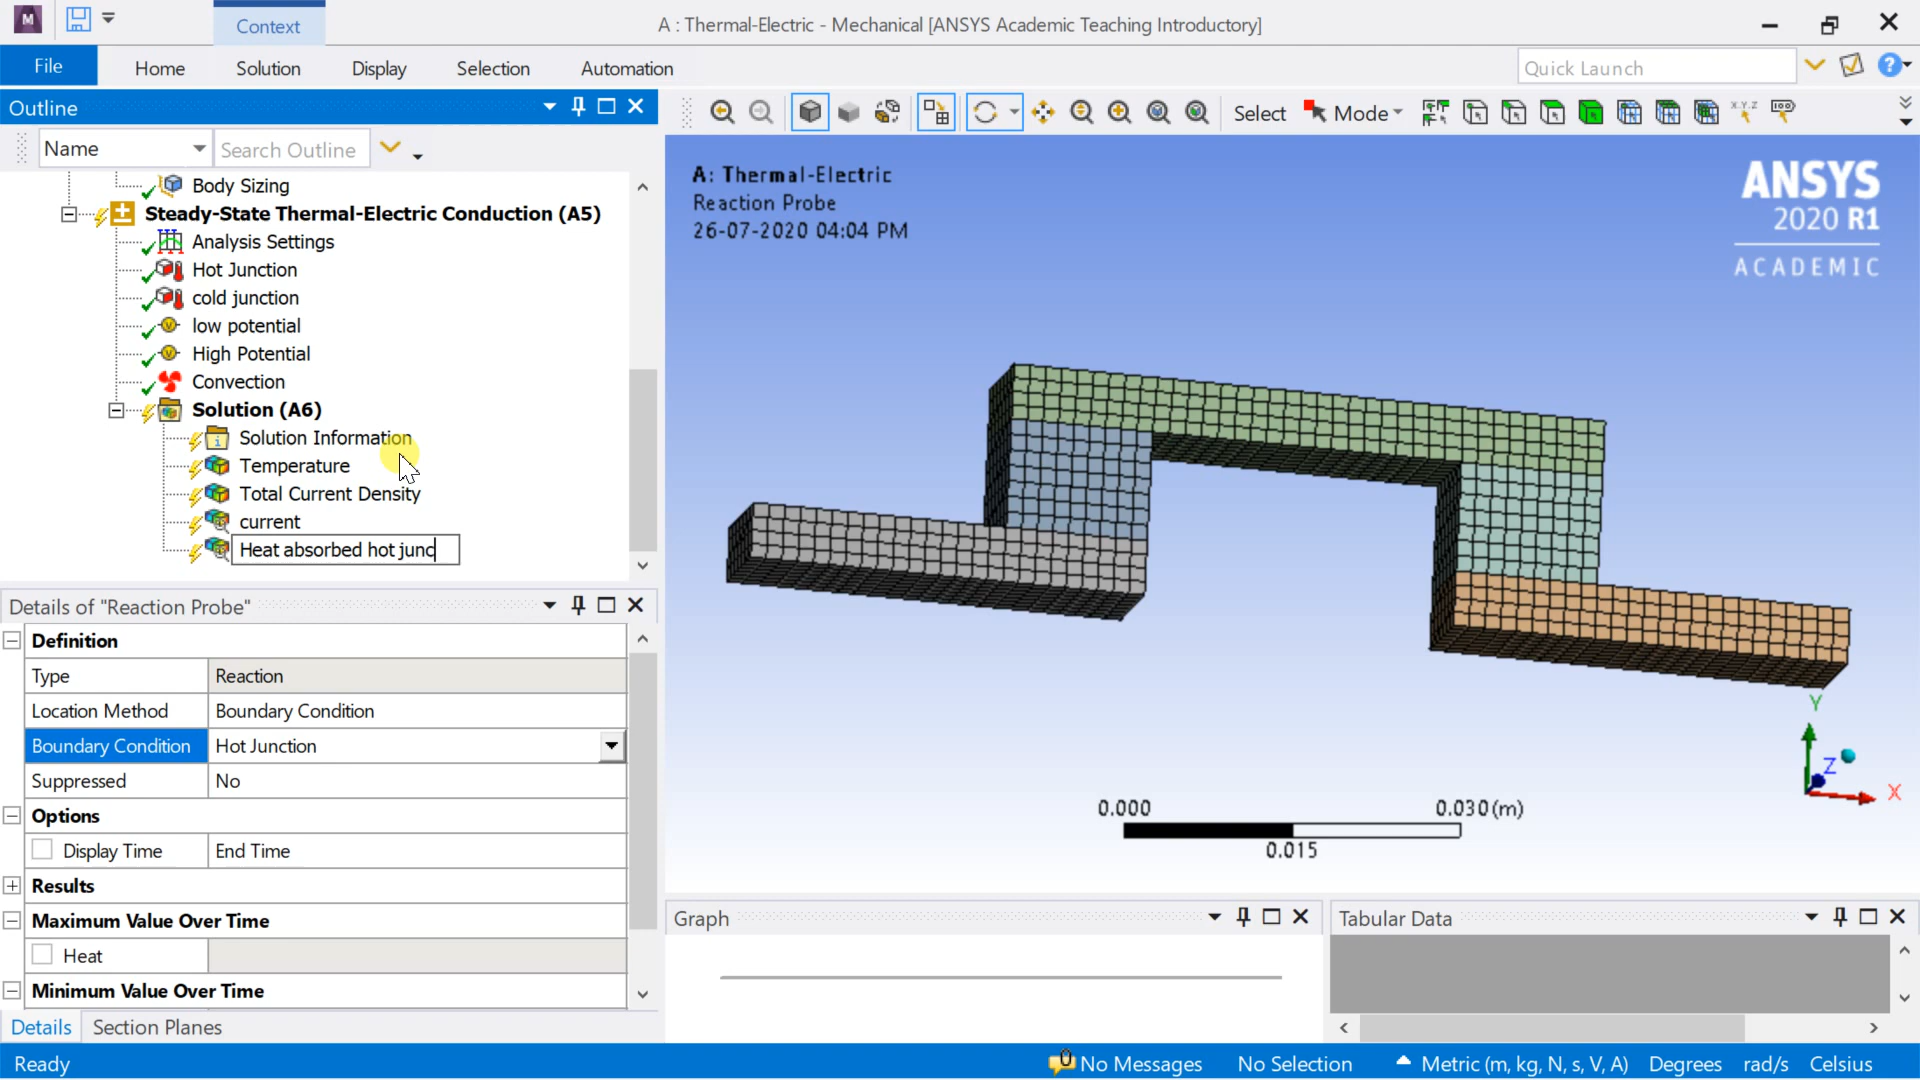 M
Context
A : Thermal-Electric - Mechanical [ANSYS Academic Teaching Introductory]
File
Home
Solution
Display
Selection
Automation
Quick Launch
Outline
Name
Search Outline
Select
Mode
Body Sizing
Steady-State Thermal-Electric Conduction (A5)
Analysis Settings
Hot Junction
cold junction
low potential
High Potential
Convection
Solution (A6)
Solution Information
Temperature
Total Current Density
current
Heat absorbed hot junc
A: Thermal-Electric
Reaction Probe
26-07-2020 04:04 PM
ANSYS
2020 R1
ACADEMIC
Details of "Reaction Probe"
Definition
Type Reaction
Location Method Boundary Condition
Boundary Condition Hot Junction
Suppressed No
Options
Display Time End Time
Results
Maximum Value Over Time
Heat
Minimum Value Over Time
Details
Section Planes
Y
Z
X
0.000 0.030(m)
0.015
Graph
Tabular Data
Ready
0 No Messages
No Selection
Metric (m, kg, N, s, V, A)
Degrees
rad/s
Celsius